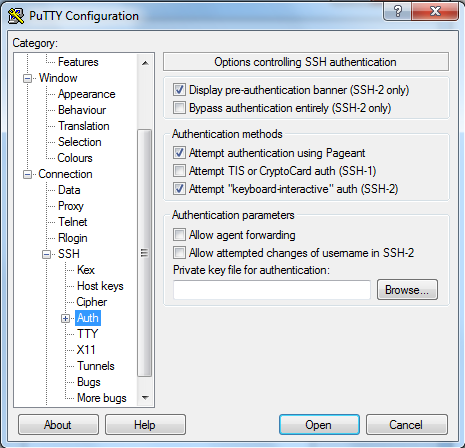 PuTTY Configuration
Category:
Features
Window
Appearance
Behaviour
Translation
Selection
Colours
Connection
Data
Proxy
Telnet
Rlogin
SSH
Kex
Host keys
Cipher
Auth
TTY
X11
Tunnels
Bugs
More bugs
Options controlling SSH authentication
Display pre-authentication banner (SSH-2 only)
Bypass authentication entirely (SSH-2 only)
Authentication methods
Attempt authentication using Pageant
Attempt TIS or CryptoCard auth (SSH-1)
Attempt "keyboard-interactive" auth (SSH-2)
Authentication parameters
Allow agent forwarding
Allow attempted changes of username in SSH-2
Private key file for authentication:
Browse...
About
Help
Open
Cancel